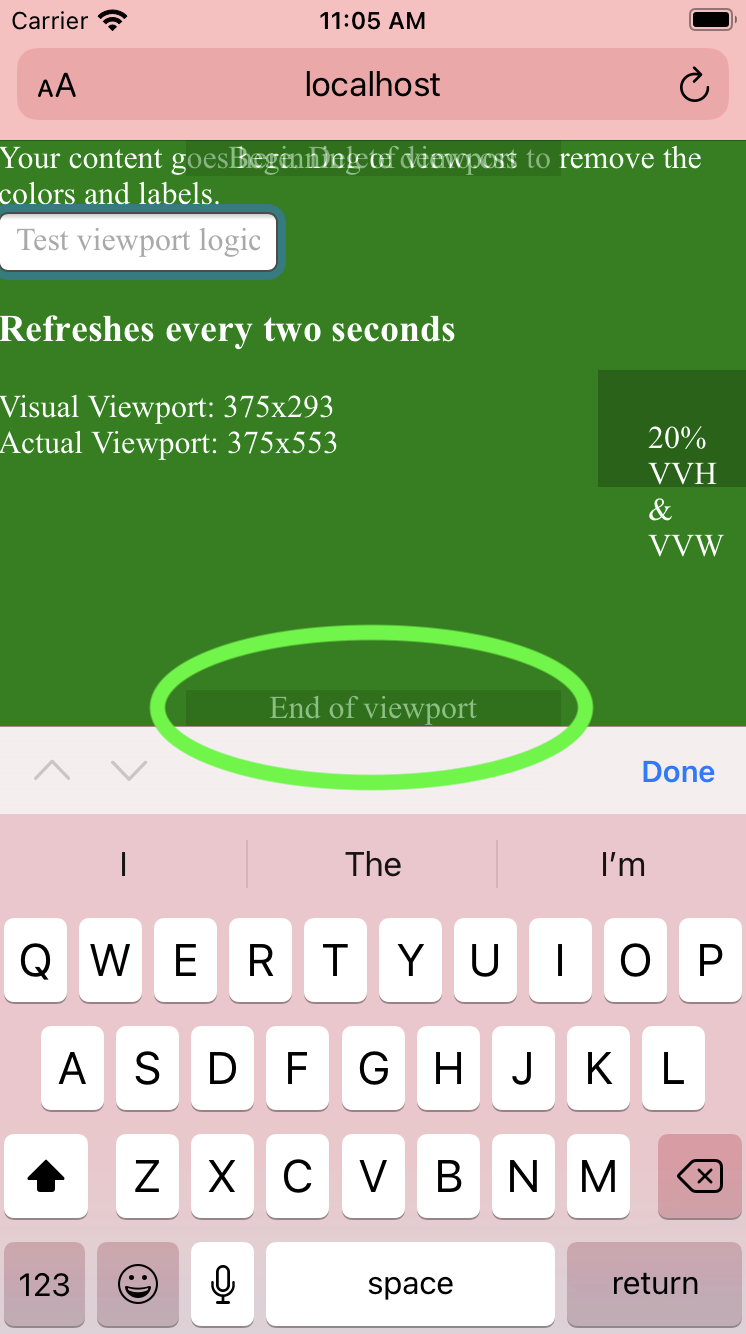 Carrier 11:05 AM
AA localhost
Your content goes here. Delete democss to remove the
Beginning of viewport
colors and labels.
Test viewport logic
Refreshes every two seconds
Visual Viewport: 375x293
Actual Viewport: 375x553
20%
VVH
&
VVW
End of viewport
Done
I The I’m
Q W E R T Y U I O P
A S D F G H J K L
Z X C V B N M
123 space return